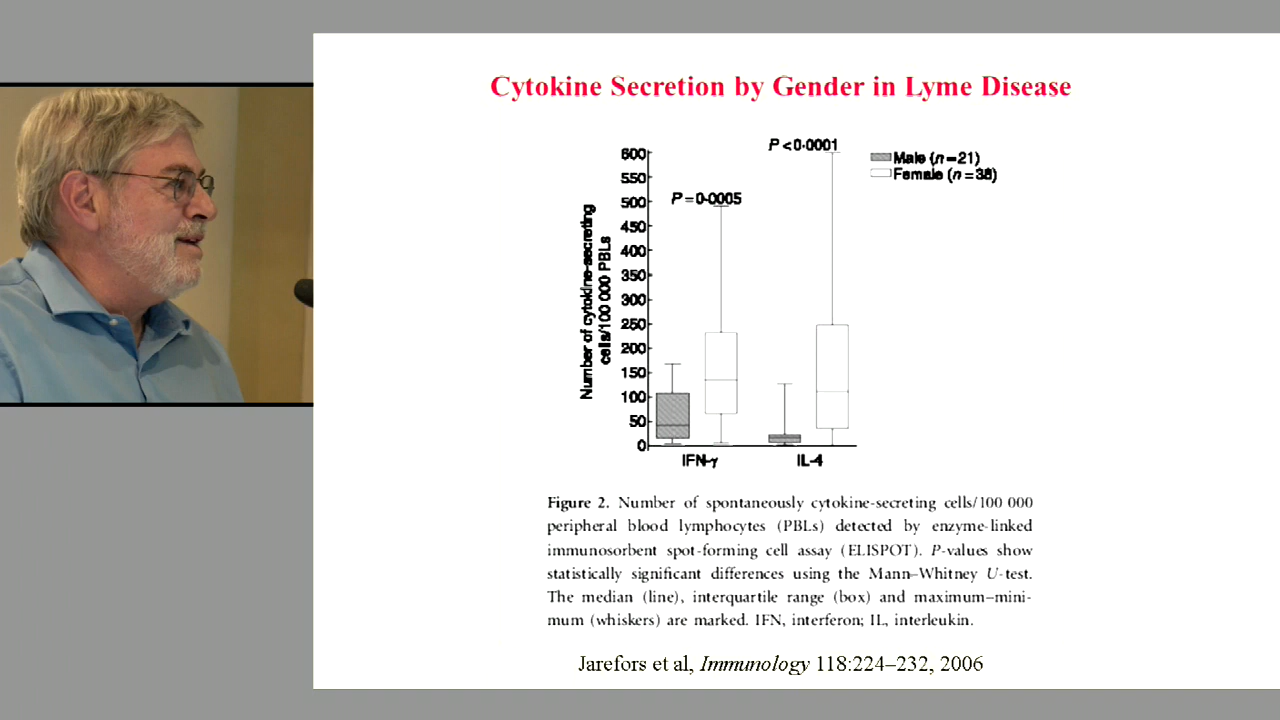 Cytokine Secretion by Gender in Lyme Disease
P < 0·0001
P = 0·0005
Male (n = 21)
Female (n = 38)
Number of cytokine-secreting
cells/100 000 PBLs
600
550
500
450
400
350
300
250
200
150
100
50
0
IFN-γ
IL-4
Figure 2. Number of spontaneously cytokine-secreting cells/100 000
peripheral blood lymphocytes (PBLs) detected by enzyme-linked
immunosorbent spot-forming cell assay (ELISPOT). P-values show
statistically significant differences using the Mann–Whitney U-test.
The median (line), interquartile range (box) and maximum–mini-
mum (whiskers) are marked. IFN, interferon; IL, interleukin.
Jarefors et al, Immunology 118:224–232, 2006